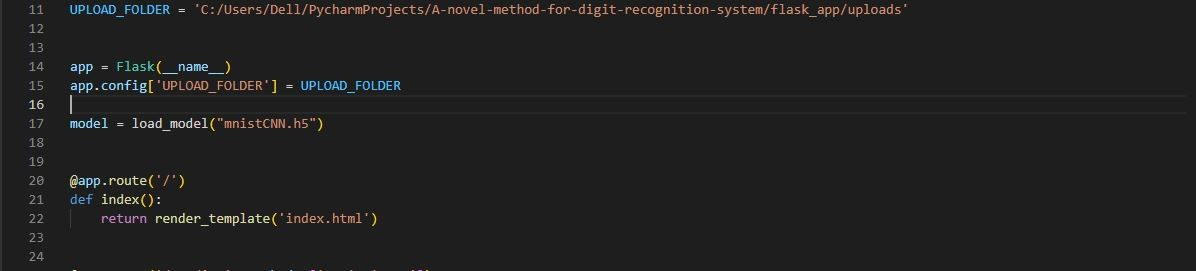 11 UPLOAD_FOLDER = 'C:/Users/Dell/PycharmProjects/A-novel-method-for-digit-recognition-system/flask_app/uploads'
12
13
14 app = Flask(__name__)
15 app.config['UPLOAD_FOLDER'] = UPLOAD_FOLDER
16
17 model = load_model("mnistCNN.h5")
18
19
20 @app.route('/')
21 def index():
22     return render_template('index.html')
23
24